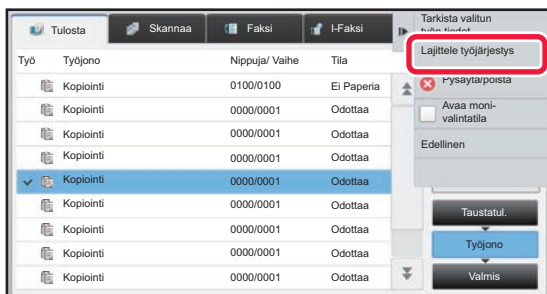 Tulosta
Skannaa
Faksi
I-Faksi
Tarkista valitun
työn tiedot
Lajittele työjärjestys
Pysäytä/poista
Avaa moni-
valintatila
Edellinen
Työ Työjono Nippuja/ Vaihe Tila
Kopiointi 0100/0100 Ei Paperia
Kopiointi 0000/0001 Odottaa
Kopiointi 0000/0001 Odottaa
Kopiointi 0000/0001 Odottaa
Kopiointi 0000/0001 Odottaa
Kopiointi 0000/0001 Odottaa
Kopiointi 0000/0001 Odottaa
Kopiointi 0000/0001 Odottaa
Kopiointi 0000/0001 Odottaa
Taustatul.
Työjono
Valmis